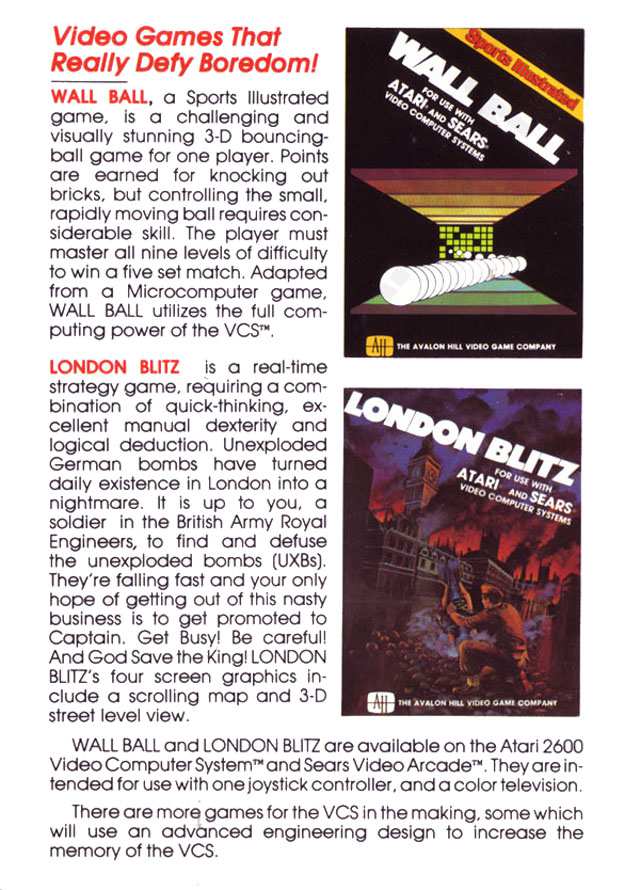 Video Games That
Really Defy Boredom!
WALL BALL, a Sports Illustrated
game, is a challenging and
visually stunning 3-D bouncing-
ball game for one player. Points
are earned for knocking out
bricks, but controlling the small,
rapidly moving ball requires con-
siderable skill. The player must
master all nine levels of difficulty
to win a five set match. Adapted
from a Microcomputer game,
WALL BALL utilizes the full com-
puting power of the VCS™.
Sports Illustrated
WALL BALL
FOR USE WITH
ATARI® AND SEARS®
VIDEO COMPUTER SYSTEMS
AH THE AVALON HILL VIDEO GAME COMPANY
LONDON BLITZ is a real-time
strategy game, requiring a com-
bination of quick-thinking, ex-
cellent manual dexterity and
logical deduction. Unexploded
German bombs have turned
daily existence in London into a
nightmare. It is up to you, a
soldier in the British Army Royal
Engineers, to find and defuse
the unexploded bombs (UXBs).
They're falling fast and your only
hope of getting out of this nasty
business is to get promoted to
Captain. Get Busy! Be careful!
And God Save the King! LONDON
BLITZ's four screen graphics in-
clude a scrolling map and 3-D
street level view.
LONDON BLITZ
FOR USE WITH
ATARI® AND SEARS®
VIDEO COMPUTER SYSTEMS
AH THE AVALON HILL VIDEO GAME COMPANY
WALL BALL and LONDON BLITZ are available on the Atari 2600
Video Computer System™ and Sears Video Arcade™. They are in-
tended for use with one joystick controller, and a color television.
There are more games for the VCS in the making, some which
will use an advanced engineering design to increase the
memory of the VCS.